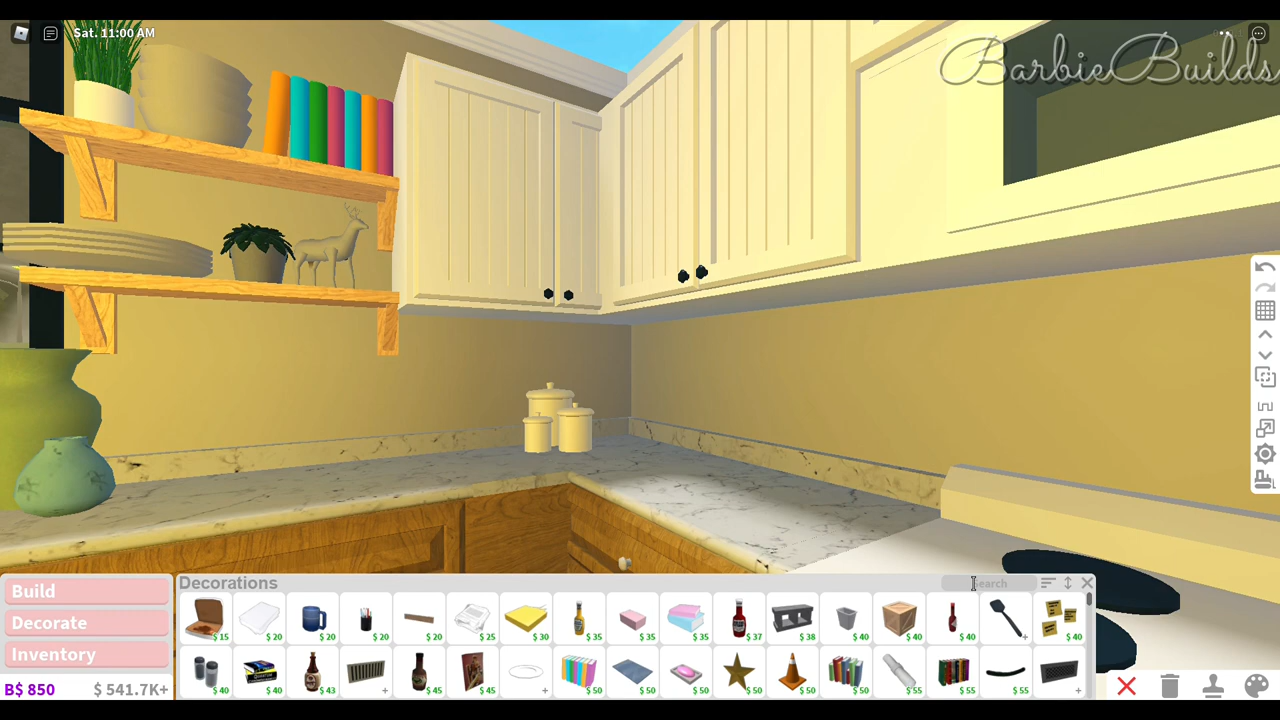 Sat. 11:00 AM
BarbieBuilds
Decorations
Search
$15 $20 $20 $20 $20 $25 $30 $35 $35 $35 $37 $38 $40 $40 $40 + $40
$40 $40 $43 + $45 $45 + $50 $50 $50 $50 $50 $50 $55 $55 $55 +
Build
Decorate
Inventory
B$ 850 $ 541.7K+